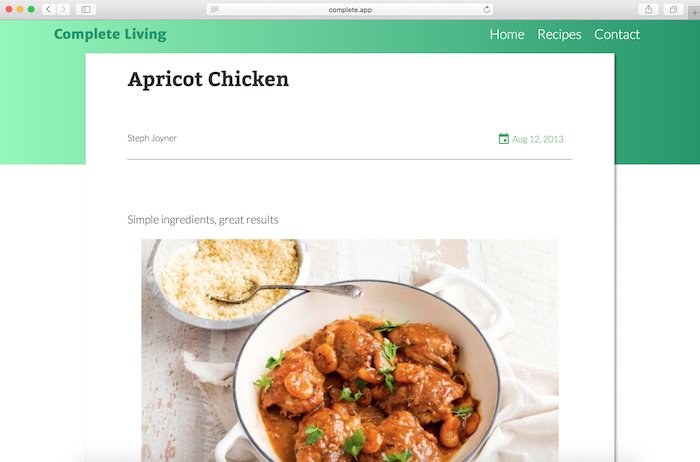 complete.app
Complete Living
Home Recipes Contact
Apricot Chicken
Steph Joyner
Aug 12, 2013
Simple ingredients, great results